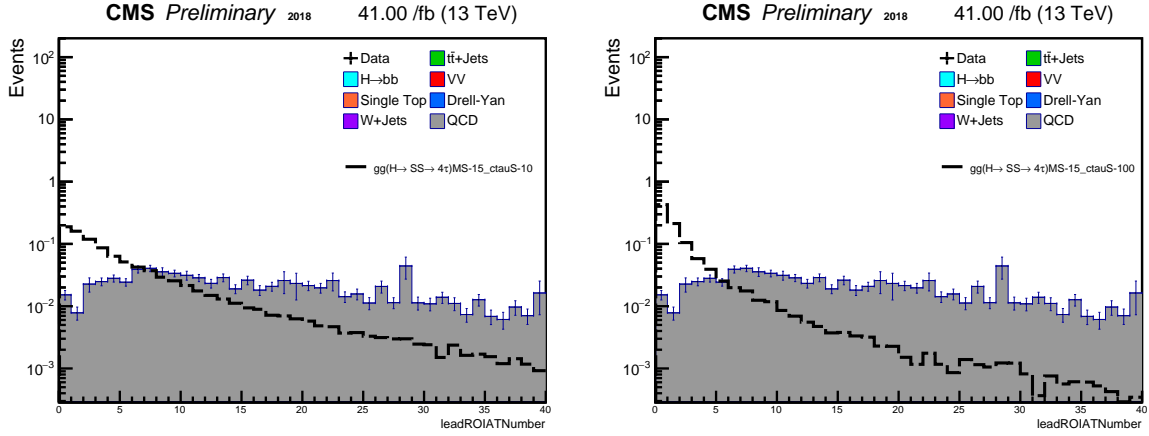 CMS Preliminary 2018 41.00 /fb (13 TeV)
Events
10²
10
1
10⁻¹
10⁻²
10⁻³
Data
tt̄+Jets
H→bb
VV
Single Top
Drell-Yan
W+Jets
QCD
gg(H→ SS→ 4τ)MS-15_ctauS-10
0 5 10 15 20 25 30 35 40
leadROIATNumber
CMS Preliminary 2018 41.00 /fb (13 TeV)
Events
10²
10
1
10⁻¹
10⁻²
10⁻³
Data
tt̄+Jets
H→bb
VV
Single Top
Drell-Yan
W+Jets
QCD
gg(H→ SS→ 4τ)MS-15_ctauS-100
0 5 10 15 20 25 30 35 40
leadROIATNumber